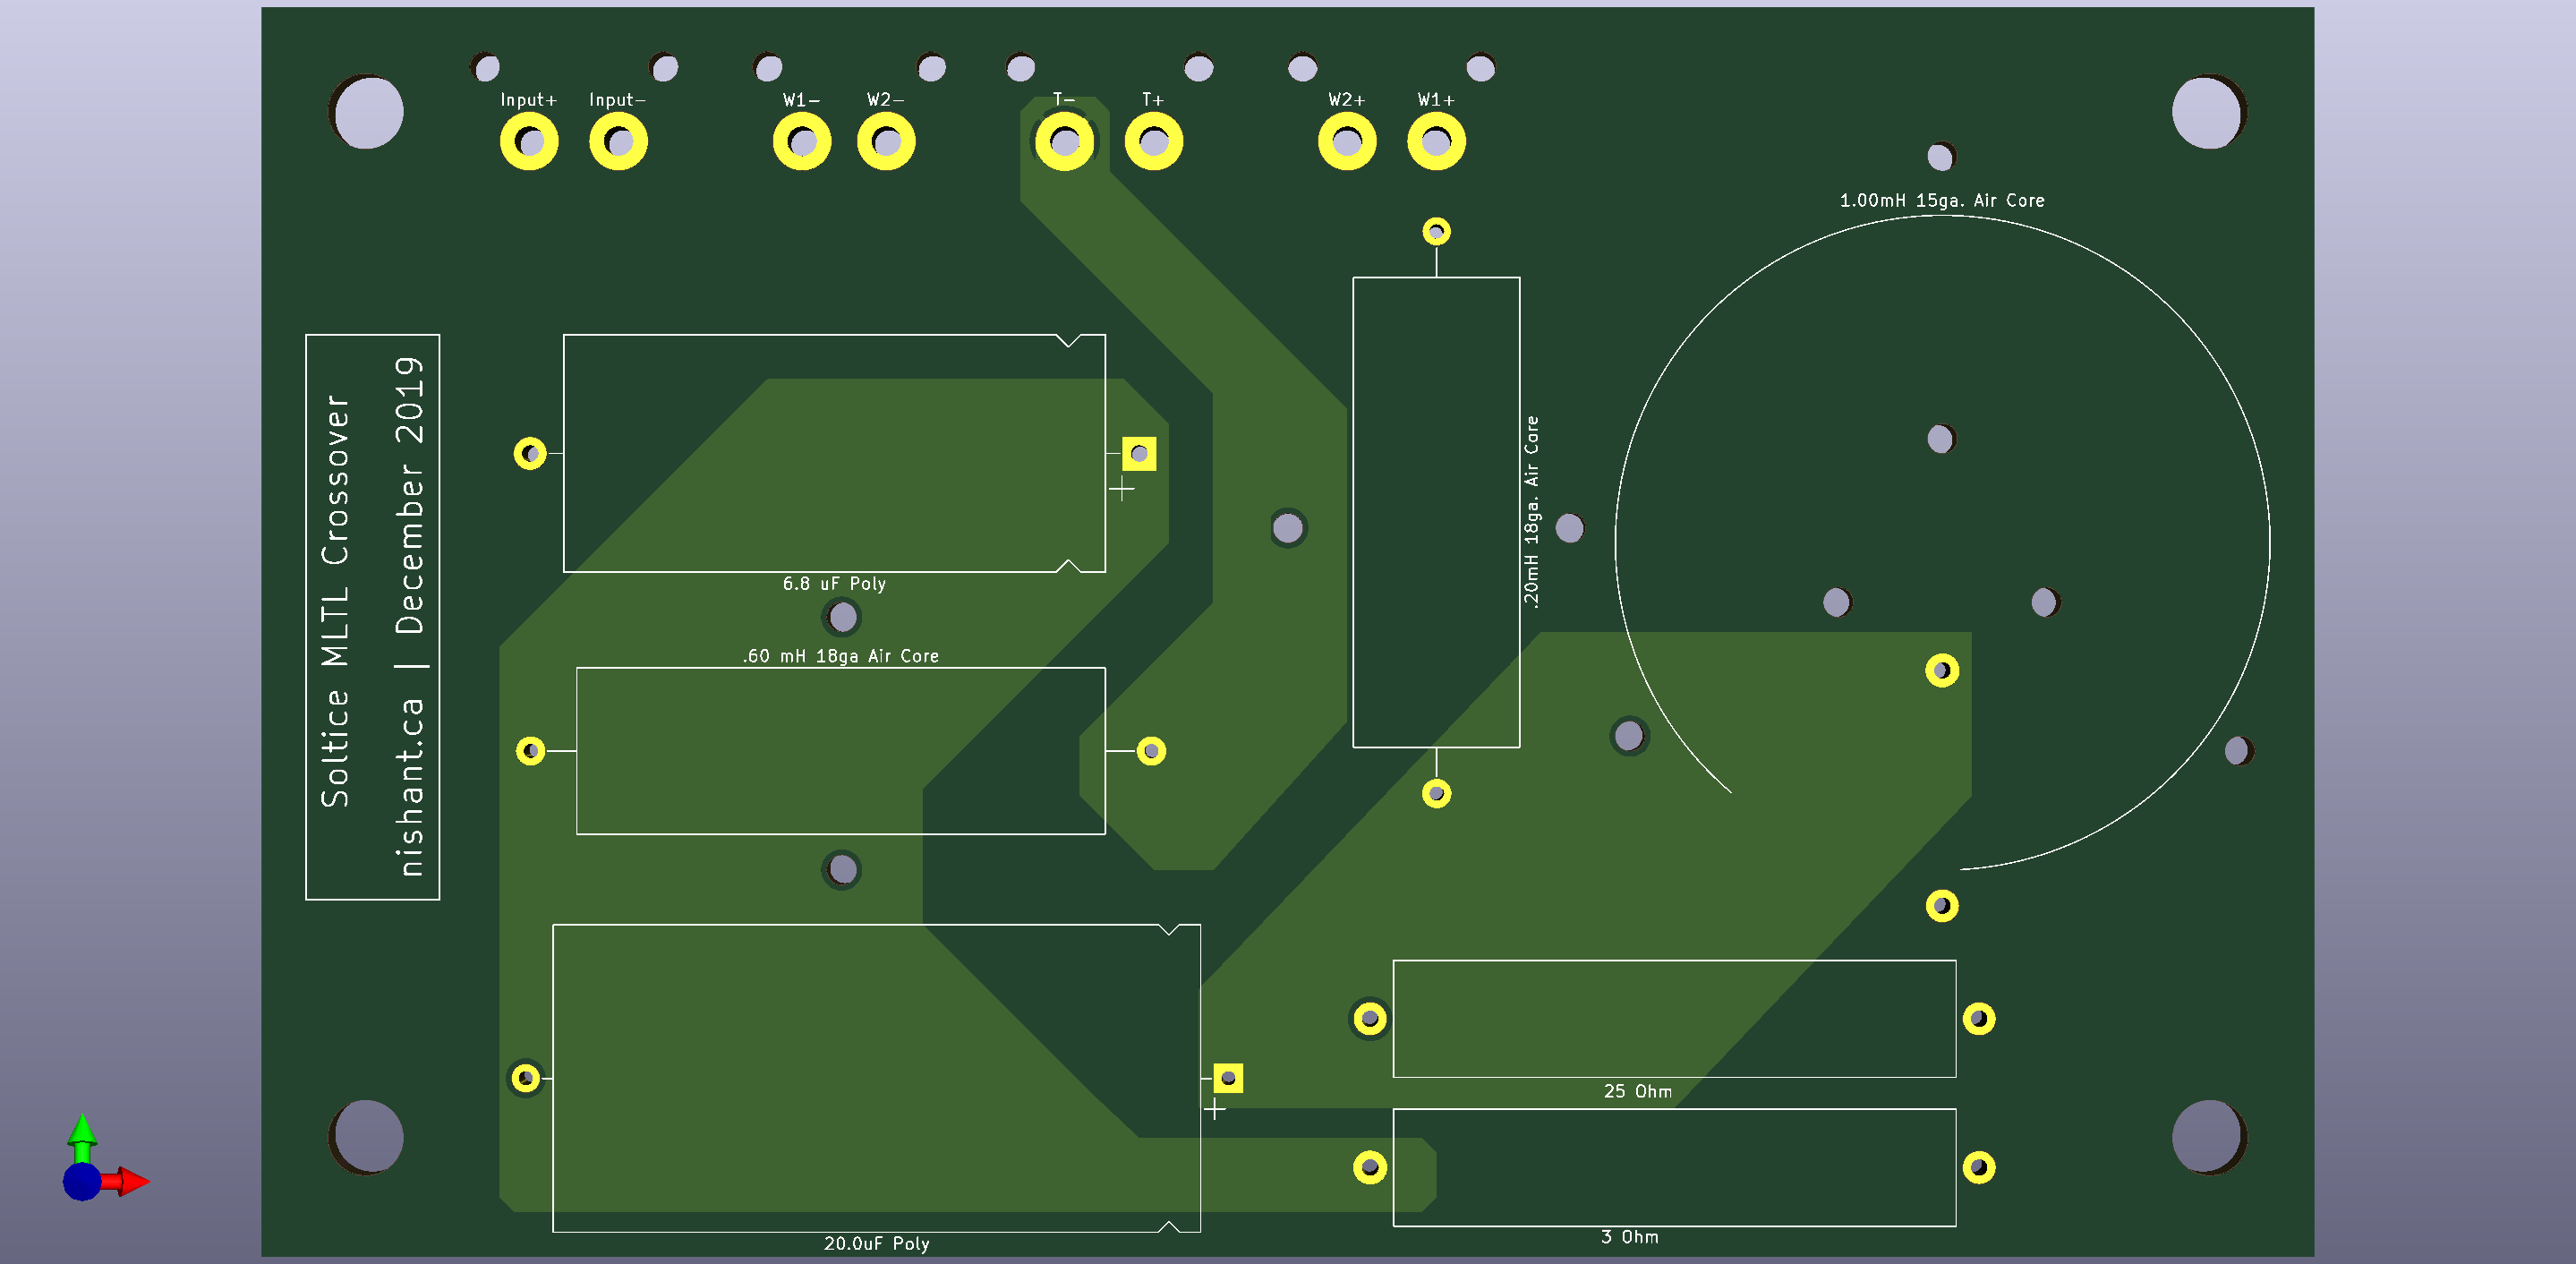 Input+ Input- W1- W2- T- T+ W2+ W1+
1.00mH 15ga. Air Core
Soltice MLTL Crossover
nishant.ca | December 2019
6.8 uF Poly
.20mH 18ga. Air Core
.60 mH 18ga Air Core
25 Ohm
3 Ohm
20.0uF Poly